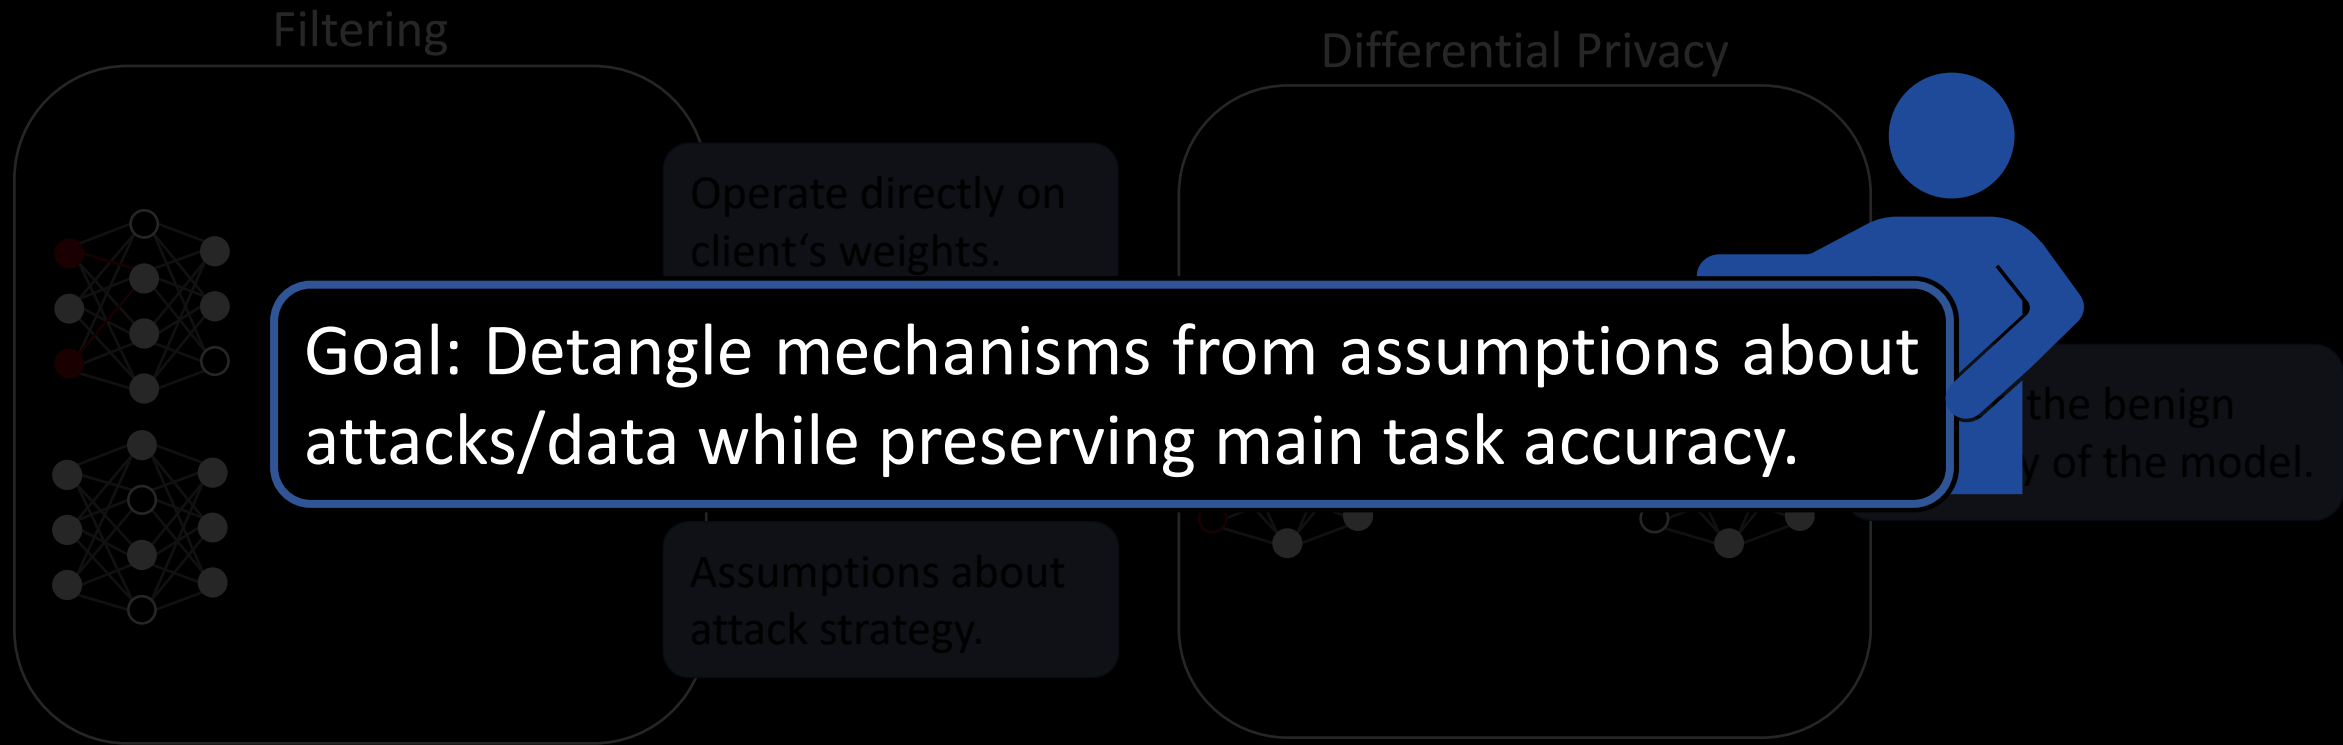 Filtering
Differential Privacy
Operate directly on
client‘s weights.
Goal: Detangle mechanisms from assumptions about
attacks/data while preserving main task accuracy.
the benign
y of the model.
Assumptions about
attack strategy.